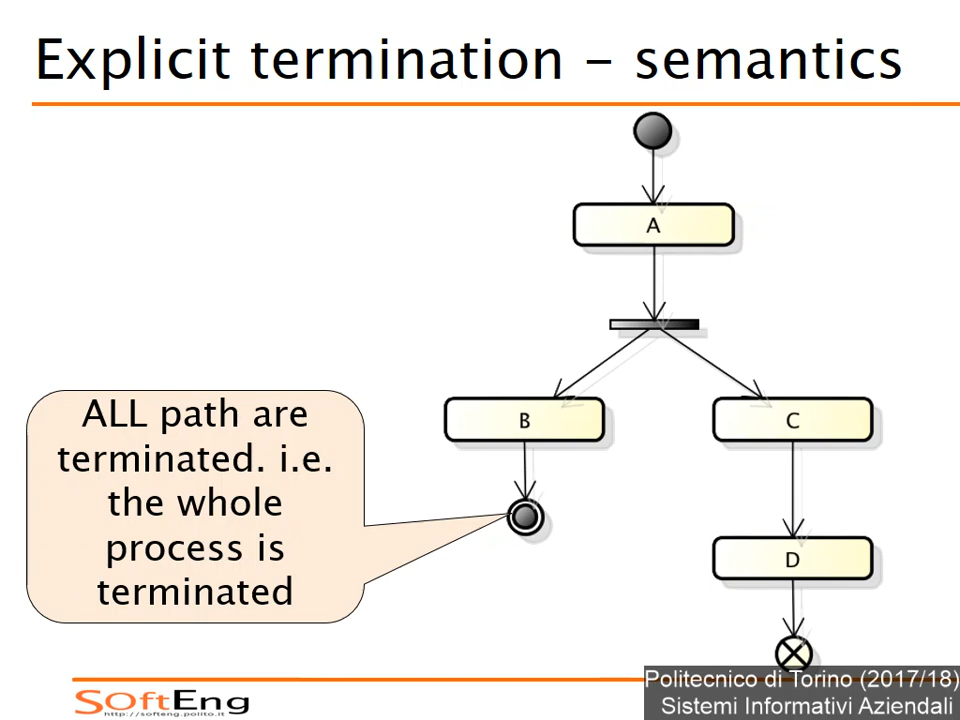 Explicit termination – semantics
A
B
C
ALL path are
terminated. i.e.
the whole
process is
terminated
D
SOftEng
http://softeng.polito.it
Politecnico di Torino (2017/18)
Sistemi Informativi Aziendali